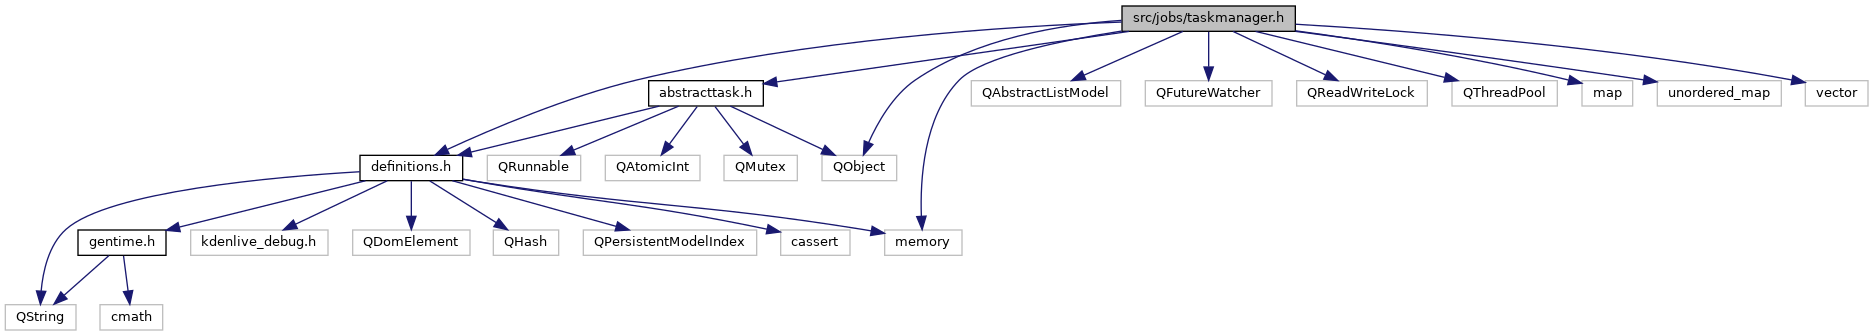 src/jobs/taskmanager.h
abstracttask.h
QAbstractListModel
QFutureWatcher
QReadWriteLock
QThreadPool
map
unordered_map
vector
definitions.h
QRunnable
QAtomicInt
QMutex
QObject
gentime.h
kdenlive_debug.h
QDomElement
QHash
QPersistentModelIndex
cassert
memory
QString
cmath